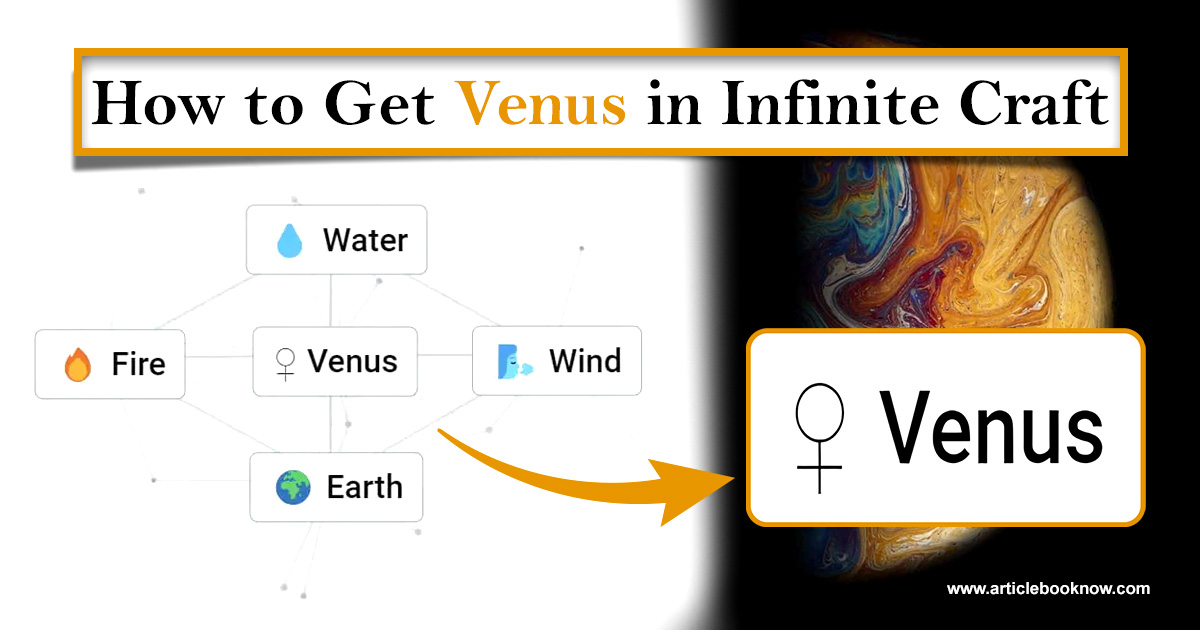 How to Get Venus in Infinite Craft
Water
Fire
♀ Venus
Wind
Earth
♀ Venus
www.articlebooknow.com